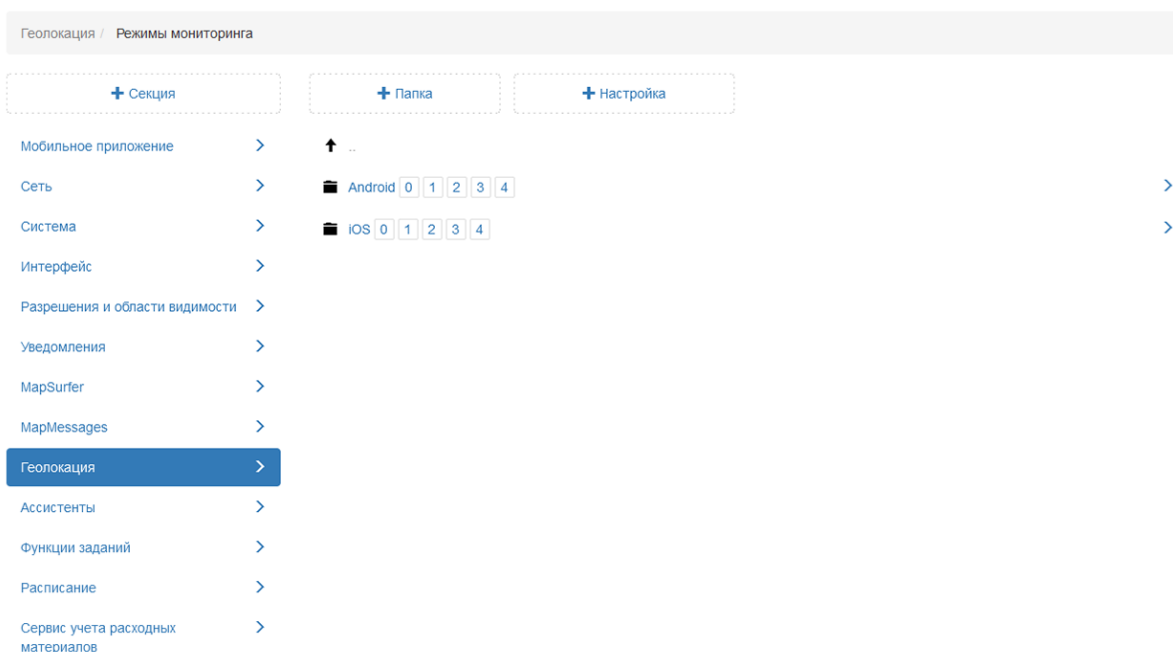 Геолокация / Режимы мониторинга
+ Секция
+ Папка
+ Настройка
Мобильное приложение
..
Сеть
Android 0 1 2 3 4
Система
iOS 0 1 2 3 4
Интерфейс
Разрешения и области видимости
Уведомления
MapSurfer
MapMessages
Геолокация
Ассистенты
Функции заданий
Расписание
Сервис учета расходных
материалов